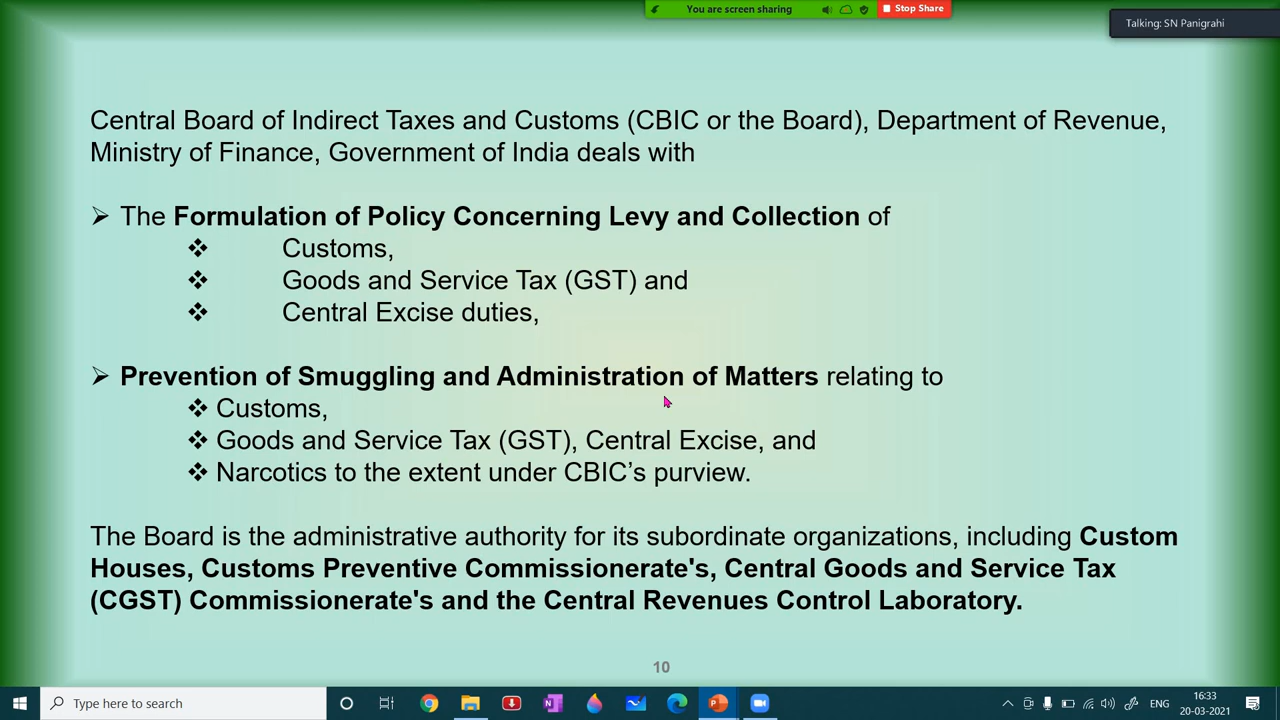 You are screen sharing
Stop Share
Talking: SN Panigrahi
Central Board of Indirect Taxes and Customs (CBIC or the Board), Department of Revenue,
Ministry of Finance, Government of India deals with
➢ The Formulation of Policy Concerning Levy and Collection of
❖ Customs,
❖ Goods and Service Tax (GST) and
❖ Central Excise duties,
➢ Prevention of Smuggling and Administration of Matters relating to
❖ Customs,
❖ Goods and Service Tax (GST), Central Excise, and
❖ Narcotics to the extent under CBIC’s purview.
The Board is the administrative authority for its subordinate organizations, including Custom
Houses, Customs Preventive Commissionerate's, Central Goods and Service Tax
(CGST) Commissionerate's and the Central Revenues Control Laboratory.
10
Type here to search
ENG
16:33
20-03-2021